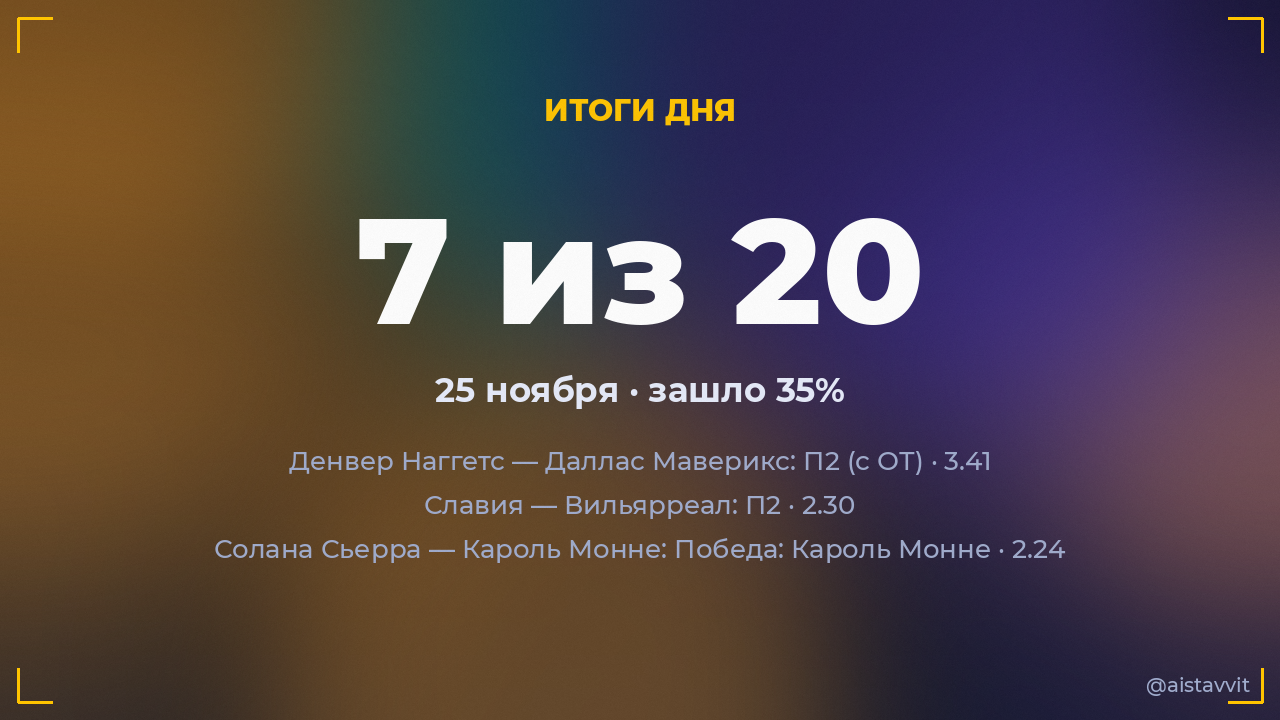 ИТОГИ ДНЯ
7 из 20
25 ноября · зашло 35%
Денвер Наггетс — Даллас Маверикс: П2 (с ОТ) · 3.41
Славия — Вильярреал: П2 · 2.30
Солана Сьерра — Кароль Монне: Победа: Кароль Монне · 2.24
@aistavvit